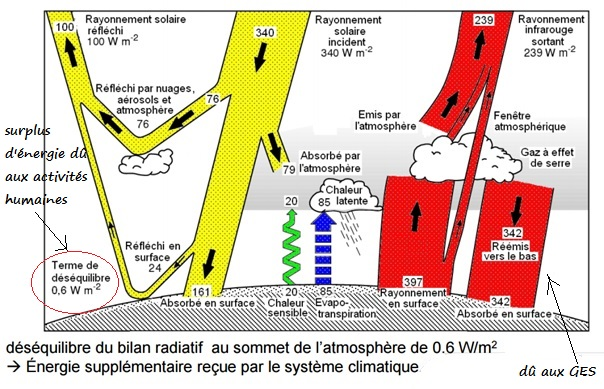 100
Rayonnement solaire
réfléchi
100 W m-2
340
Rayonnement
solaire
incident
340 W m-2
239
Rayonnement
infrarouge
sortant
239 W m-2
Réfléchi par nuages,
aérosols et
atmosphère
76
76
surplus
d'énergie dû
aux activités
humaines
Emis par
l'atmosphère
Fenêtre
atmosphérique
Gaz à effet
de serre
Absorbé par
l'atmosphère
79
Chaleur
latente
20
85
Réfléchi en
surface
24
342
Réémis
vers le bas
Terme de
déséquilibre
0,6 W m-2
161
Absorbé en surface
20
Chaleur
sensible
85
Evapo-
transpiration
397
Rayonnement
en surface
342
Absorbé en surface
dû aux GES
déséquilibre du bilan radiatif au sommet de l'atmosphère de 0.6 W/m²
→ Énergie supplémentaire reçue par le système climatique